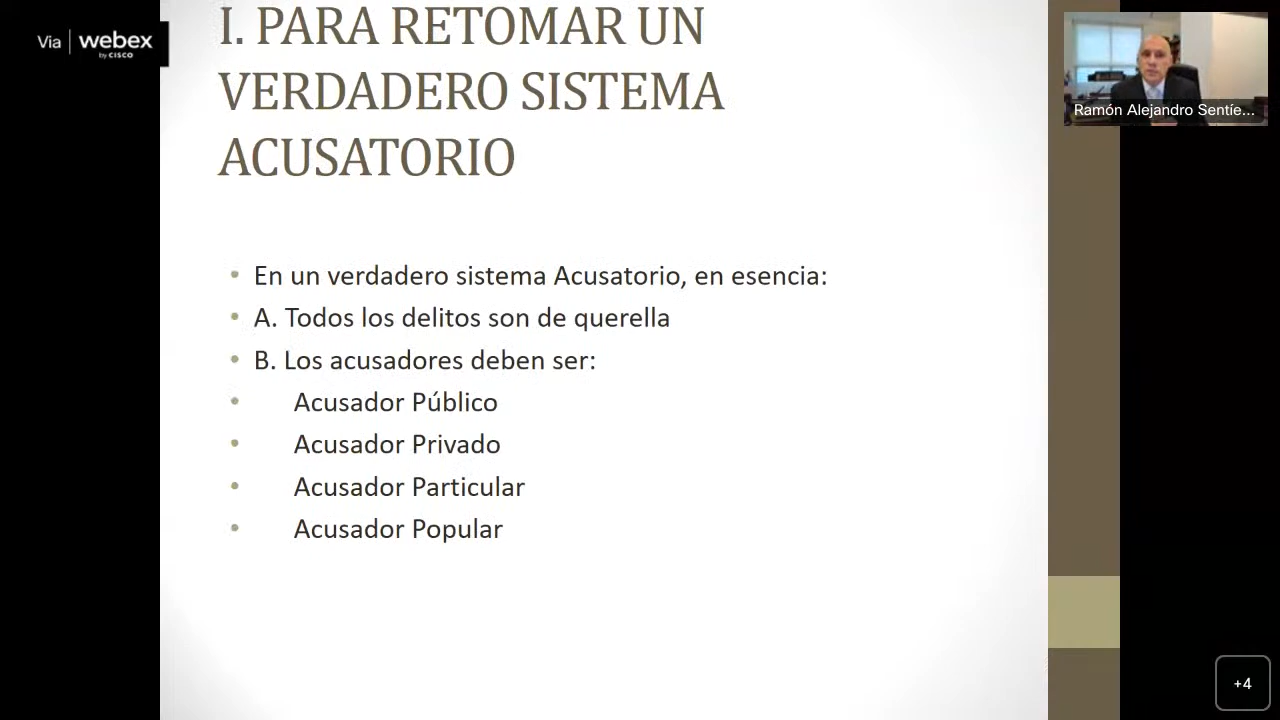 Via | webex
by CISCO
I. PARA RETOMAR UN
VERDADERO SISTEMA
ACUSATORIO
Ramón Alejandro Sentíe...
• En un verdadero sistema Acusatorio, en esencia:
• A. Todos los delitos son de querella
• B. Los acusadores deben ser:
• Acusador Público
• Acusador Privado
• Acusador Particular
• Acusador Popular
+4